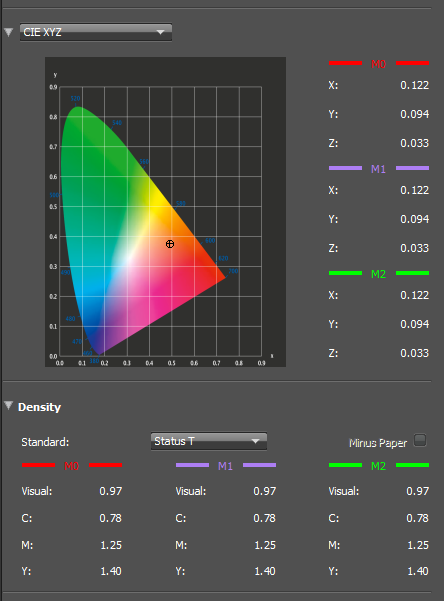 CIE XYZ
Y
0.9
0.8
0.7
0.6
0.5
0.4
0.3
0.2
0.1
0.0
0.0 0.1 0.2 0.3 0.4 0.5 0.6 0.7 0.8 0.9 x
M0
X: 0.122
Y: 0.094
Z: 0.033
M1
X: 0.122
Y: 0.094
Z: 0.033
M2
X: 0.122
Y: 0.094
Z: 0.033
Density
Standard: Status T Minus Paper
M0 M1 M2
Visual: 0.97 Visual: 0.97 Visual: 0.97
C: 0.78 C: 0.78 C: 0.78
M: 1.25 M: 1.25 M: 1.25
Y: 1.40 Y: 1.40 Y: 1.40